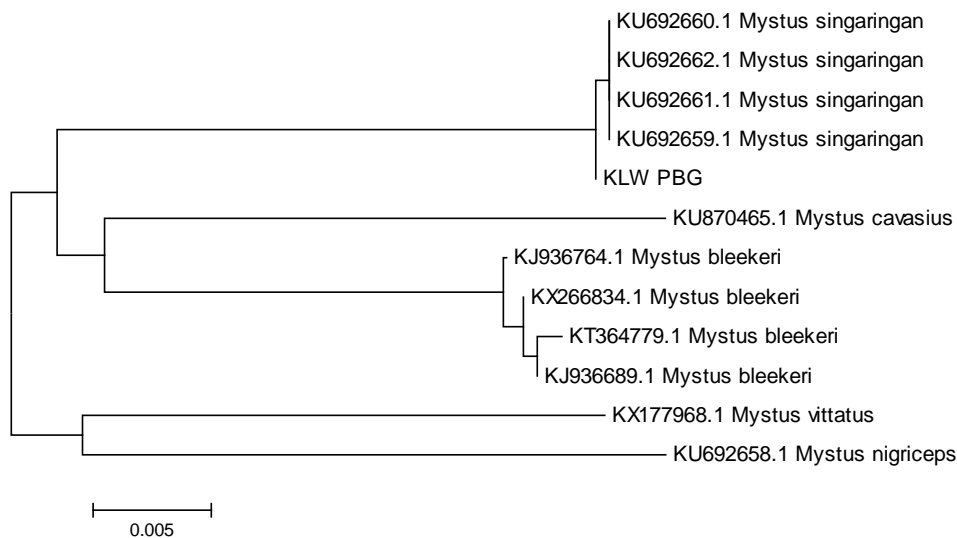 KU692660.1 Mystus singaringan
KU692662.1 Mystus singaringan
KU692661.1 Mystus singaringan
KU692659.1 Mystus singaringan
KLW PBG
KU870465.1 Mystus cavasius
KJ936764.1 Mystus bleekeri
KX266834.1 Mystus bleekeri
KT364779.1 Mystus bleekeri
KJ936689.1 Mystus bleekeri
KX177968.1 Mystus vittatus
KU692658.1 Mystus nigriceps
0.005